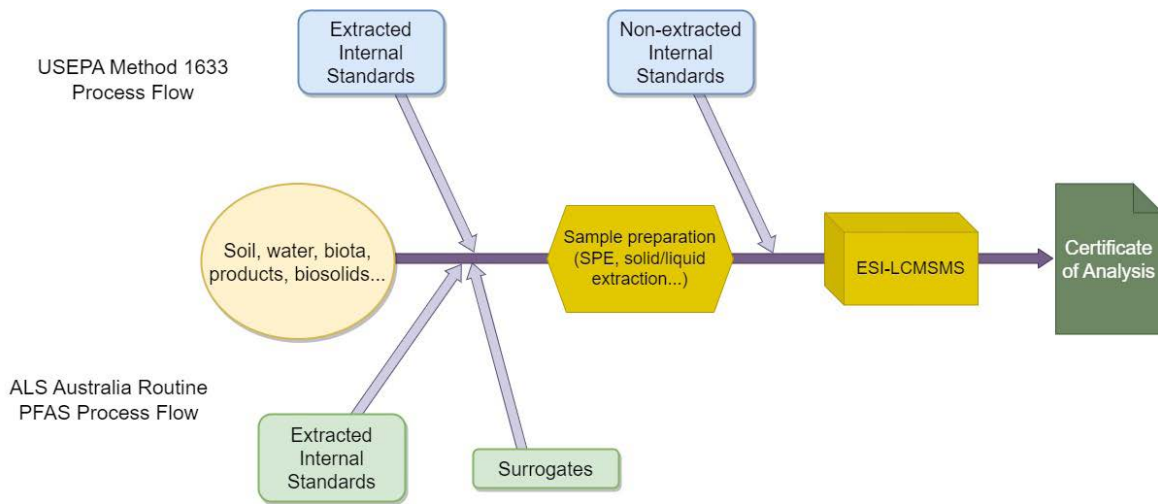 USEPA Method 1633
Process Flow
Extracted
Internal
Standards
Non-extracted
Internal
Standards
Soil, water, biota,
products, biosolids...
Sample preparation
(SPE, solid/liquid
extraction...)
ESI-LCMSMS
Certificate
of Analysis
ALS Australia Routine
PFAS Process Flow
Extracted
Internal
Standards
Surrogates